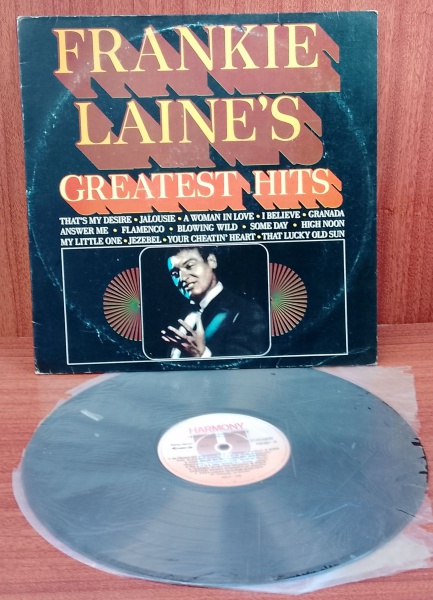 FRANKIE
LAINE'S
GREATEST HITS
THAT'S MY DESIRE • JALOUSIE • A WOMAN IN LOVE • I BELIEVE • GRANADA
ANSWER ME • FLAMENCO • BLOWING WILD • SOME DAY • HIGH NOON
MY LITTLE ONE • JEZEBEL • YOUR CHEATIN' HEART • THAT LUCKY OLD SUN
HARMONY